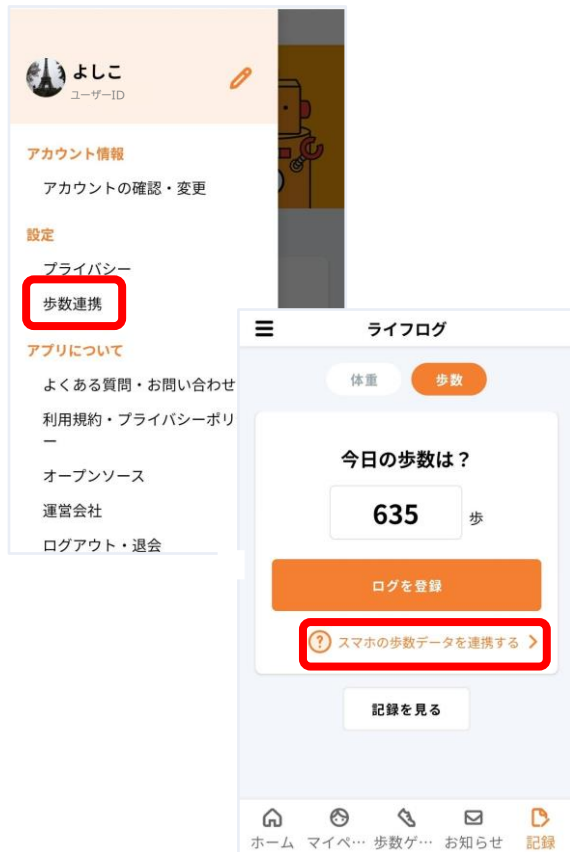 よしこ
ユーザーID
アカウント情報
アカウントの確認・変更
設定
プライバシー
歩数連携
アプリについて
よくある質問・お問い合わせ
利用規約・プライバシーポリ
ー
オープンソース
運営会社
ログアウト・退会
ライフログ
体重
歩数
今日の歩数は？
635 歩
ログを登録
? スマホの歩数データを連携する
記録を見る
ホーム マイペ… 歩数ゲ… お知らせ 記録